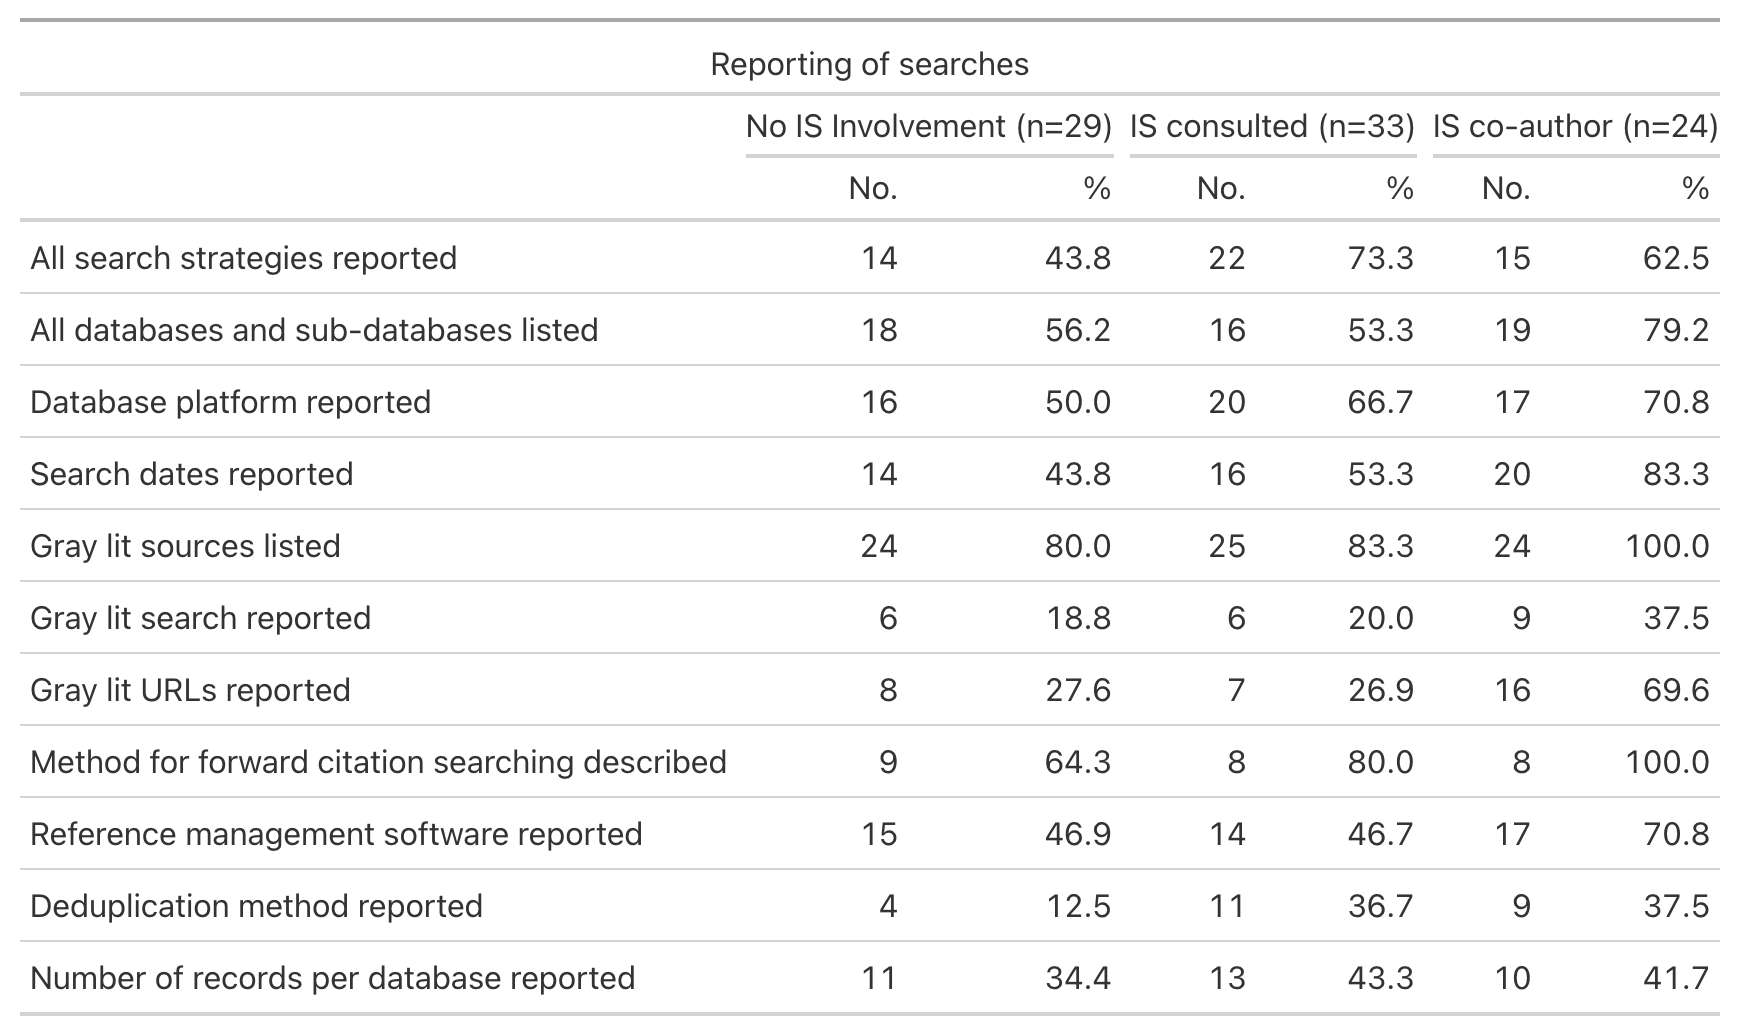 Reporting of searches
No IS Involvement (n=29) IS consulted (n=33) IS co-author (n=24)
No. % No. % No. %
All search strategies reported 14 43.8 22 73.3 15 62.5
All databases and sub-databases listed 18 56.2 16 53.3 19 79.2
Database platform reported 16 50.0 20 66.7 17 70.8
Search dates reported 14 43.8 16 53.3 20 83.3
Gray lit sources listed 24 80.0 25 83.3 24 100.0
Gray lit search reported 6 18.8 6 20.0 9 37.5
Gray lit URLs reported 8 27.6 7 26.9 16 69.6
Method for forward citation searching described 9 64.3 8 80.0 8 100.0
Reference management software reported 15 46.9 14 46.7 17 70.8
Deduplication method reported 4 12.5 11 36.7 9 37.5
Number of records per database reported 11 34.4 13 43.3 10 41.7